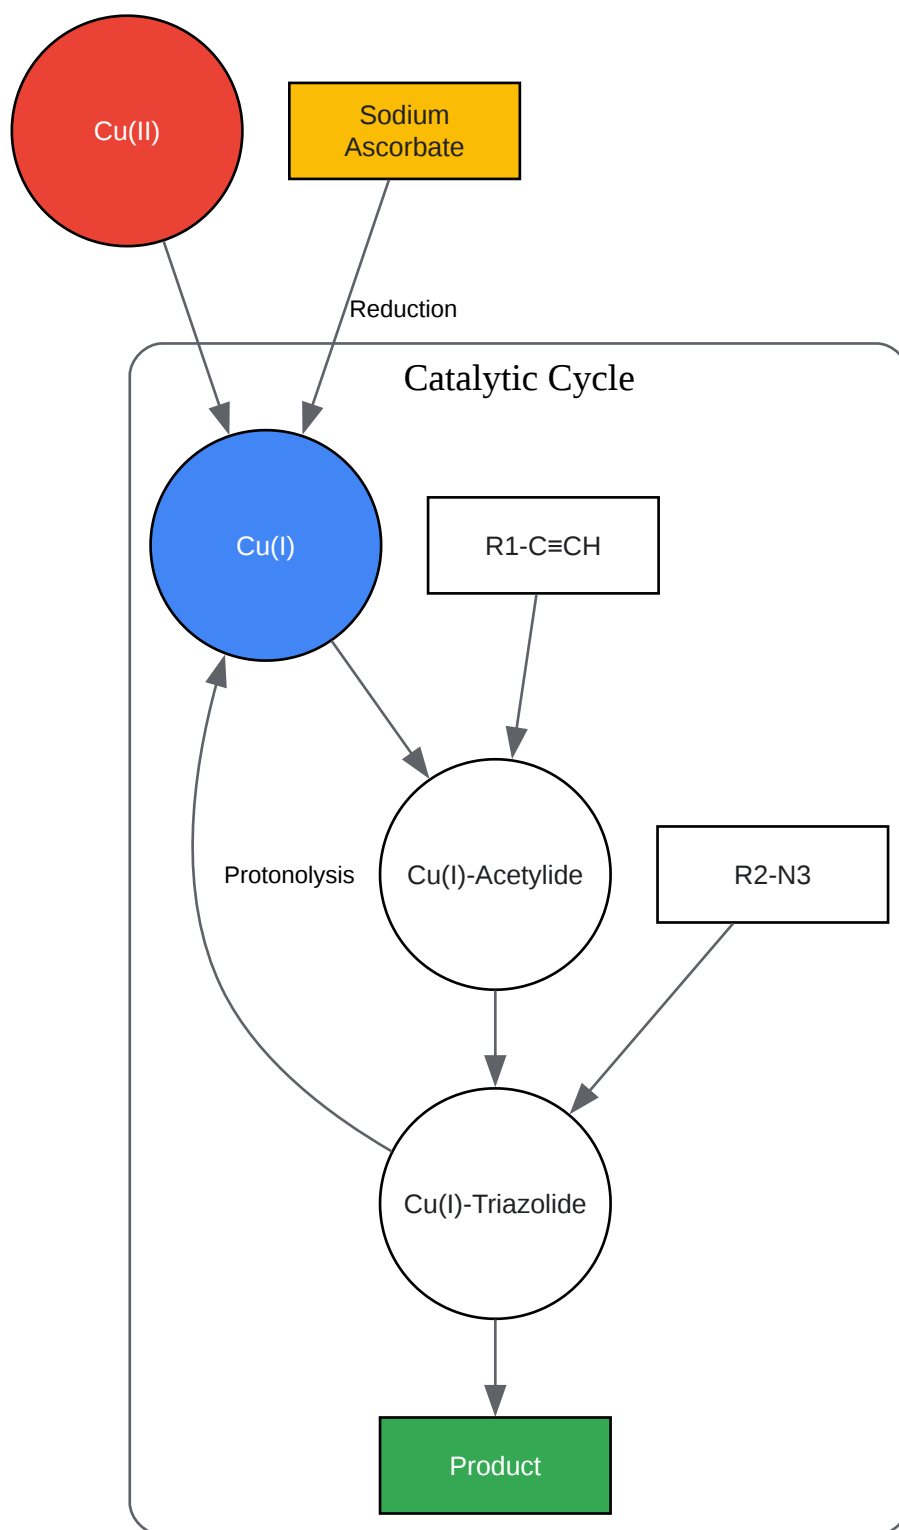 Cu(II)
Sodium
Ascorbate
Reduction
Catalytic Cycle
Cu(I)
R1-C≡CH
Protonolysis
Cu(I)-Acetylide
R2-N3
Cu(I)-Triazolide
Product